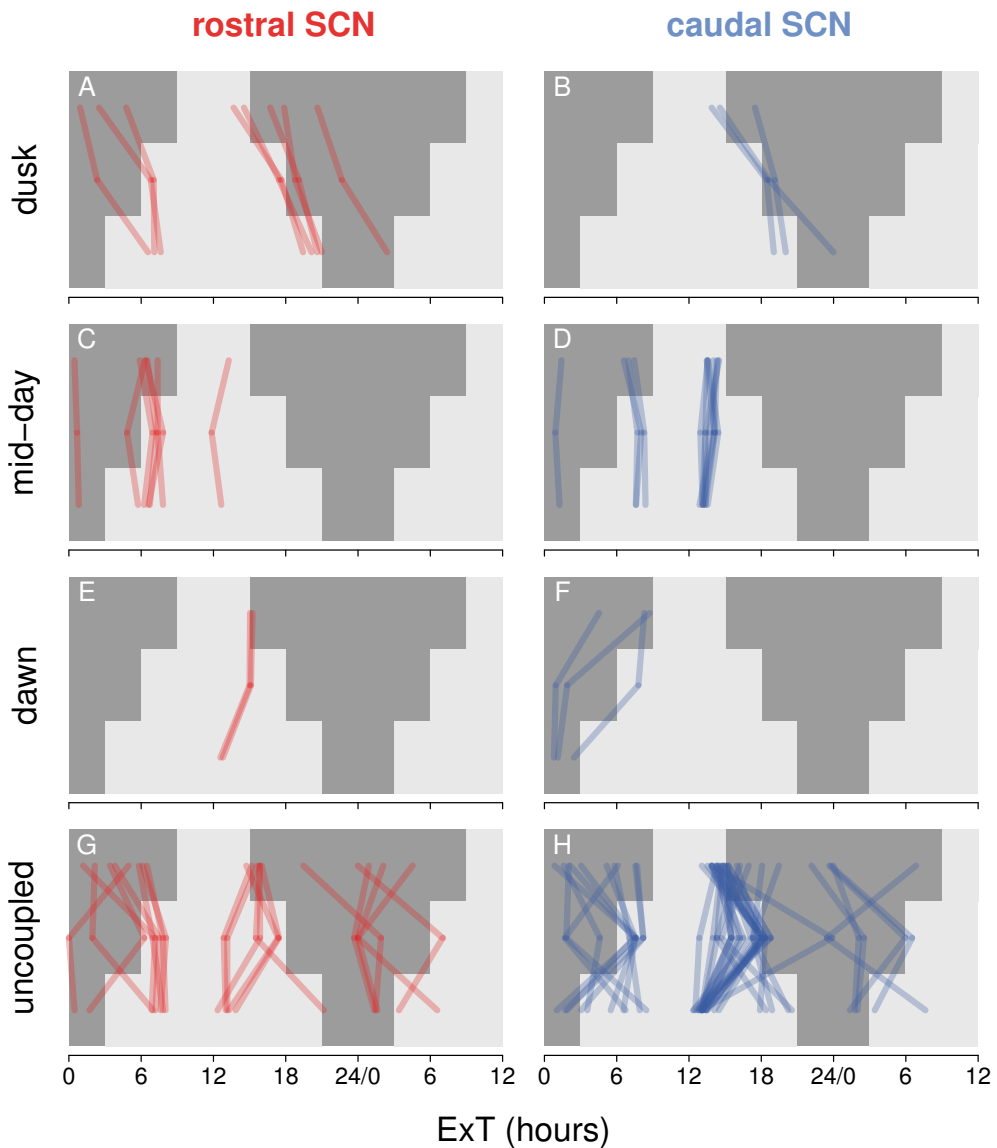 rostral SCN caudal SCN
dusk
A B
mid–day
C D
dawn
E F
uncoupled
G H
0 6 12 18 24/0 6 12 0 6 12 18 24/0 6 12
ExT (hours)